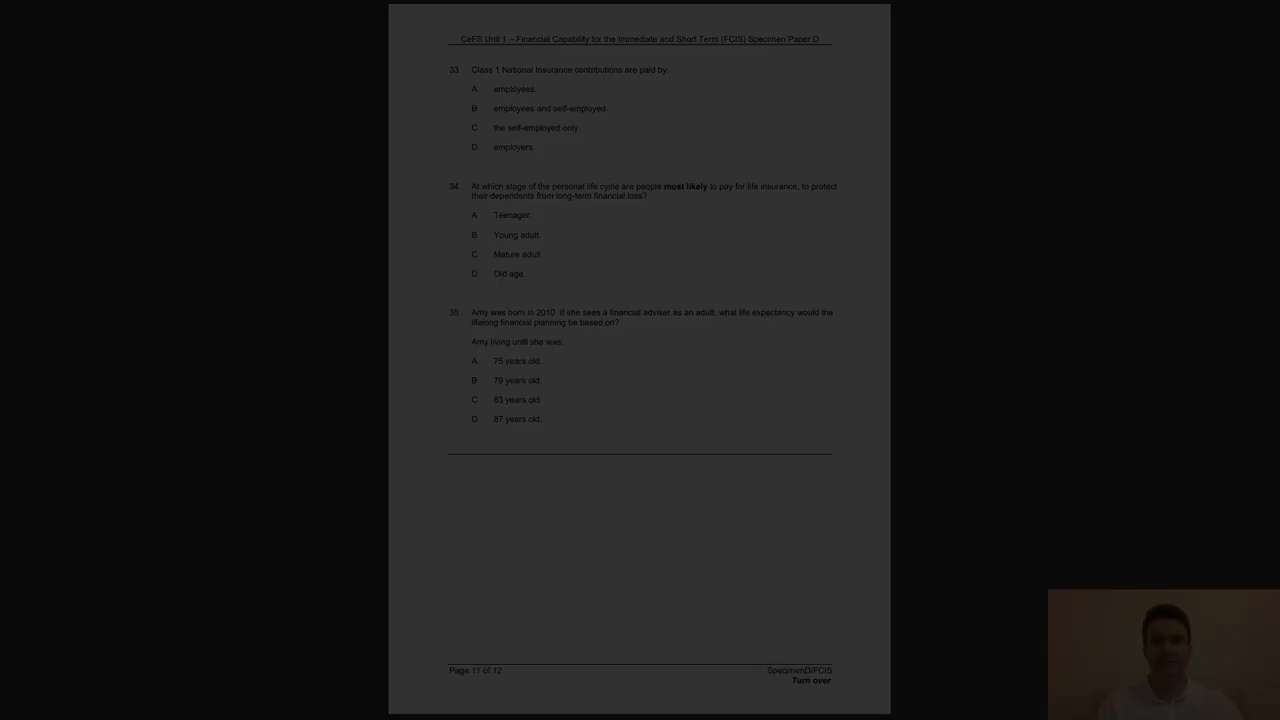 CeFS Unit 1 – Financial Capability for the Immediate and Short Term (FCIS) Specimen Paper D
33. Class 1 National Insurance contributions are paid by:
A employees.
B employees and self-employed.
C the self-employed only.
D employers.
34. At which stage of the personal life cycle are people most likely to pay for life insurance, to protect
their dependents from long-term financial loss?
A Teenager.
B Young adult.
C Mature adult.
D Old age.
35. Amy was born in 2010. If she sees a financial adviser as an adult, what life expectancy would the
lifelong financial planning be based on?
Amy living until she was:
A 75 years old.
B 79 years old.
C 83 years old.
D 87 years old.
Page 11 of 12
SpecimenD/FCIS
Turn over